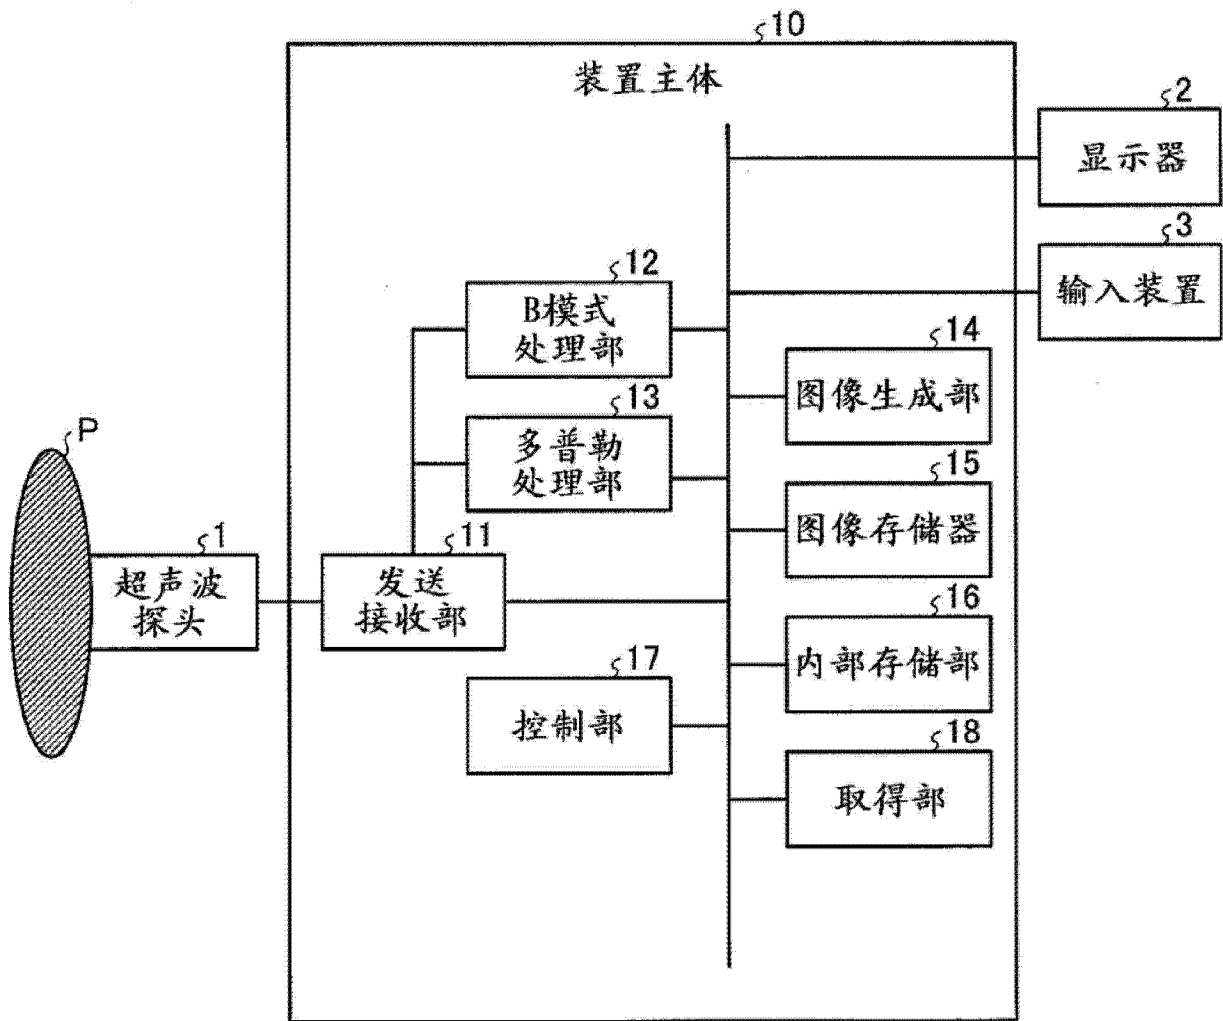 10
装置主体
2
显示器
3
输入装置
12
B模式
处理部
14
图像生成部
13
多普勒
处理部
15
图像存储器
P
1
超声波
探头
11
发送
接收部
16
内部存储部
17
控制部
18
取得部